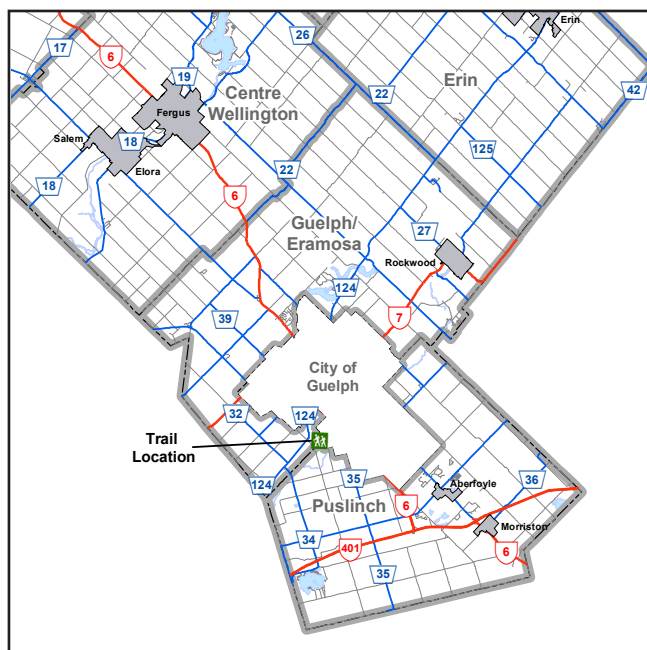 Erin
17
6
26
19
Centre
Wellington
Erin
42
22
Fergus
125
Salem
18
Elora
22
18
6
Guelph/
Eramosa
27
Rockwood
124
7
39
City of
Guelph
32
124
Trail
Location
35
124
Aberfoyle
36
Puslinch
6
Morriston
34
401
6
35